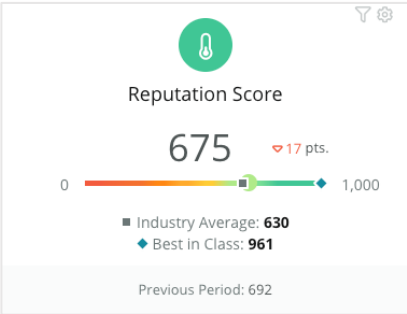 Reputation Score
675 17 pts.
0 1,000
Industry Average: 630
Best in Class: 961
Previous Period: 692